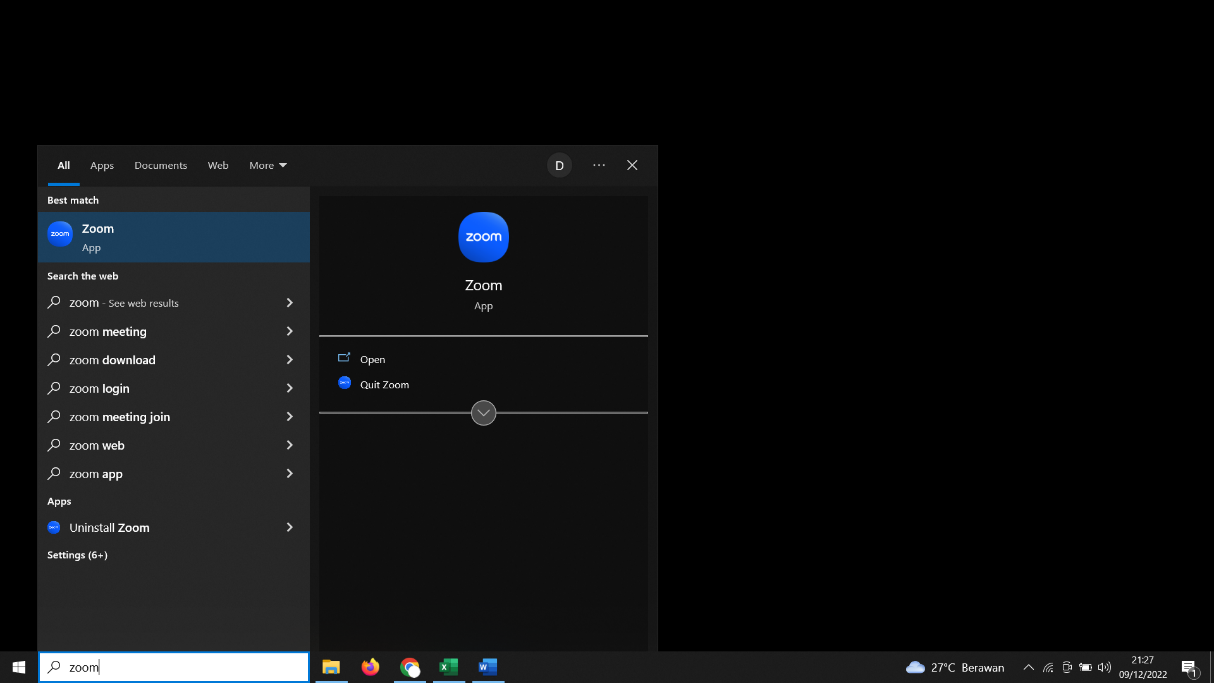 All Apps Documents Web More D
Best match
zoom Zoom
App
Search the web
zoom - See web results
zoom meeting
zoom download
zoom login
zoom meeting join
zoom web
zoom app
Apps
Uninstall Zoom
Settings (6+)
zoom
Zoom
App
Open
Quit Zoom
zoom
27°C Berawan
21:27
09/12/2022
1